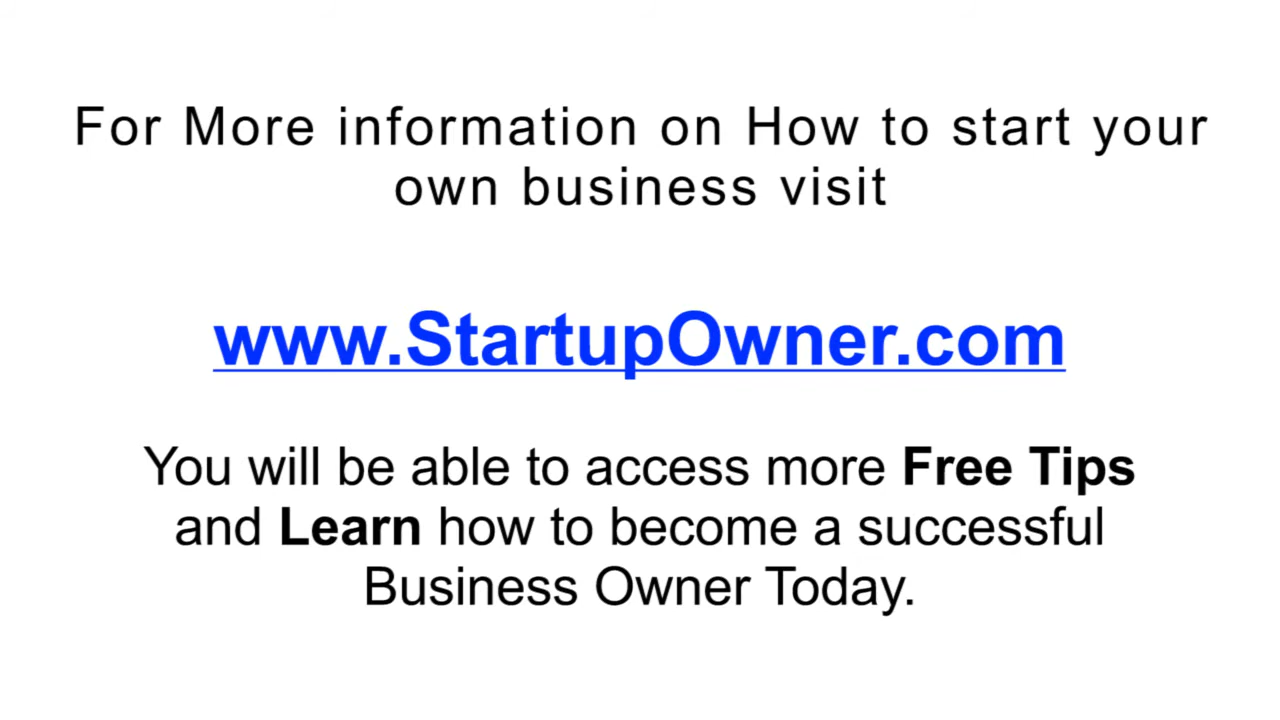 For More information on How to start your
own business visit
www.StartupOwner.com
You will be able to access more Free Tips
and Learn how to become a successful
Business Owner Today.